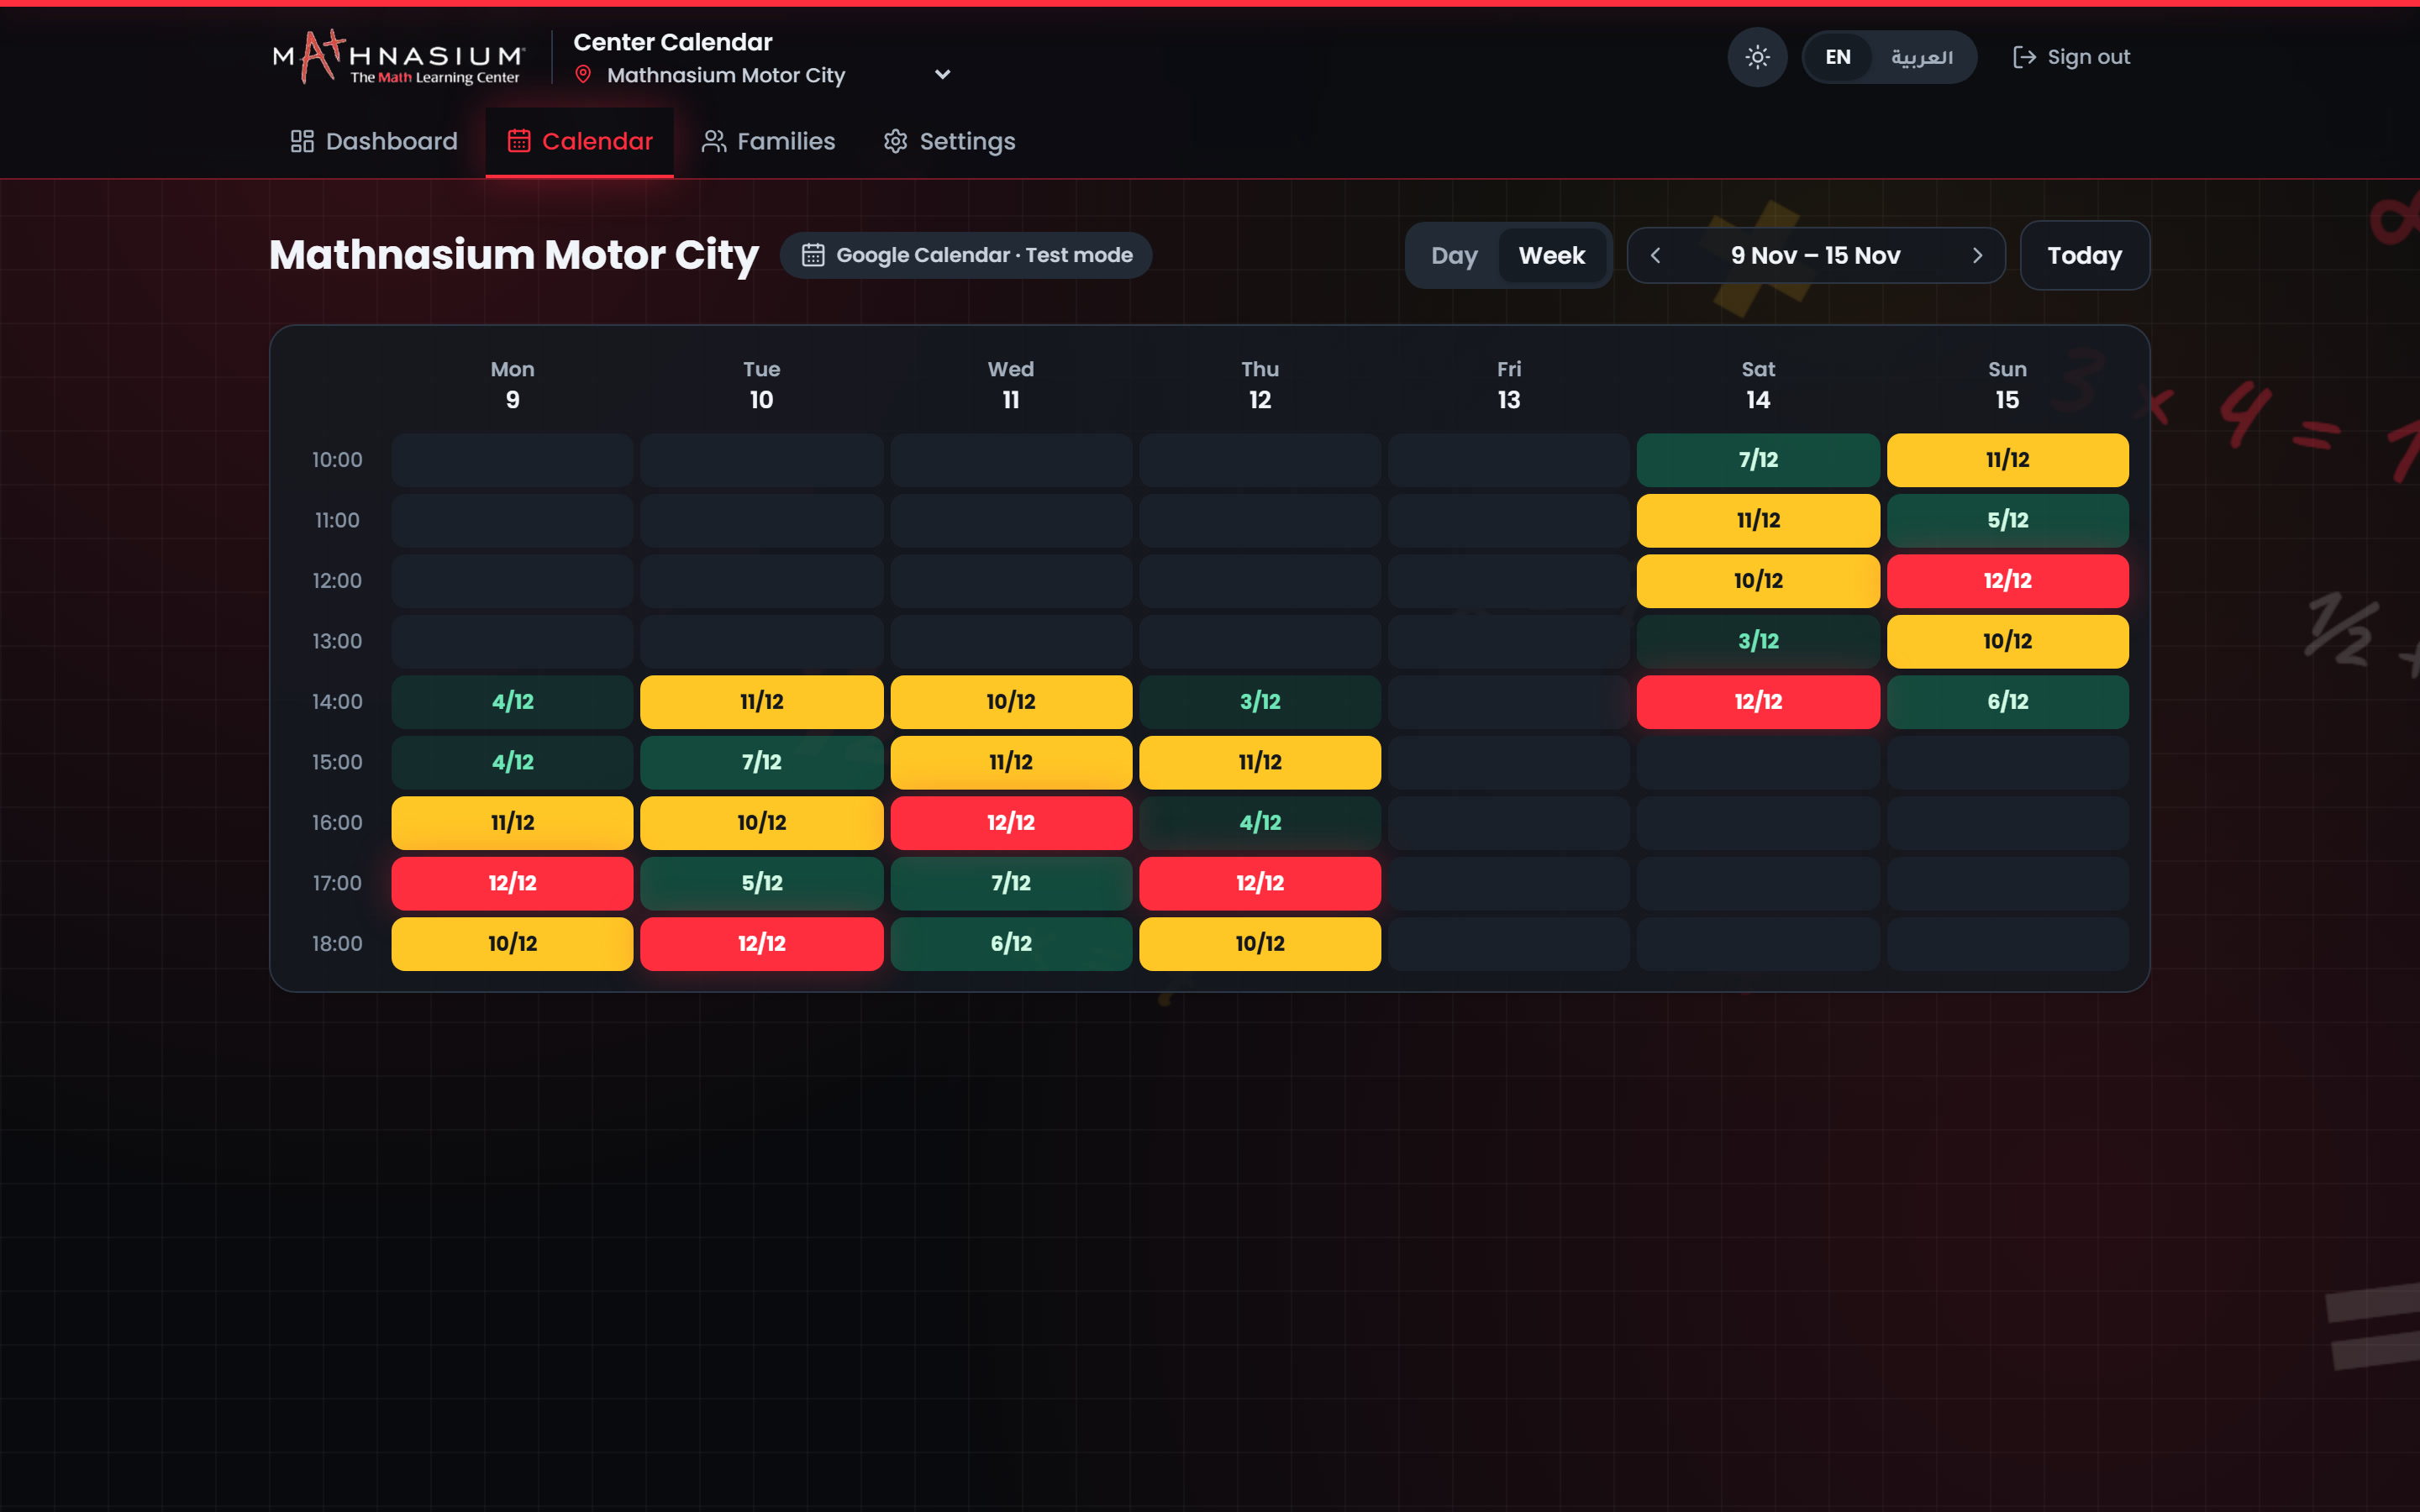 MATHNASIUM
The Math Learning Center
Center Calendar
Mathnasium Motor City
EN
العربية
Sign out
Dashboard
Calendar
Families
Settings
Mathnasium Motor City
Google Calendar · Test mode
Day
Week
9 Nov – 15 Nov
Today
Mon Tue Wed Thu Fri Sat Sun
9 10 11 12 13 14 15
10:00 7/12 11/12
11:00 11/12 5/12
12:00 10/12 12/12
13:00 3/12 10/12
14:00 4/12 11/12 10/12 3/12 12/12 6/12
15:00 4/12 7/12 11/12 11/12
16:00 11/12 10/12 12/12 4/12
17:00 12/12 5/12 7/12 12/12
18:00 10/12 12/12 6/12 10/12
3 × 4 = 1
½ +
=